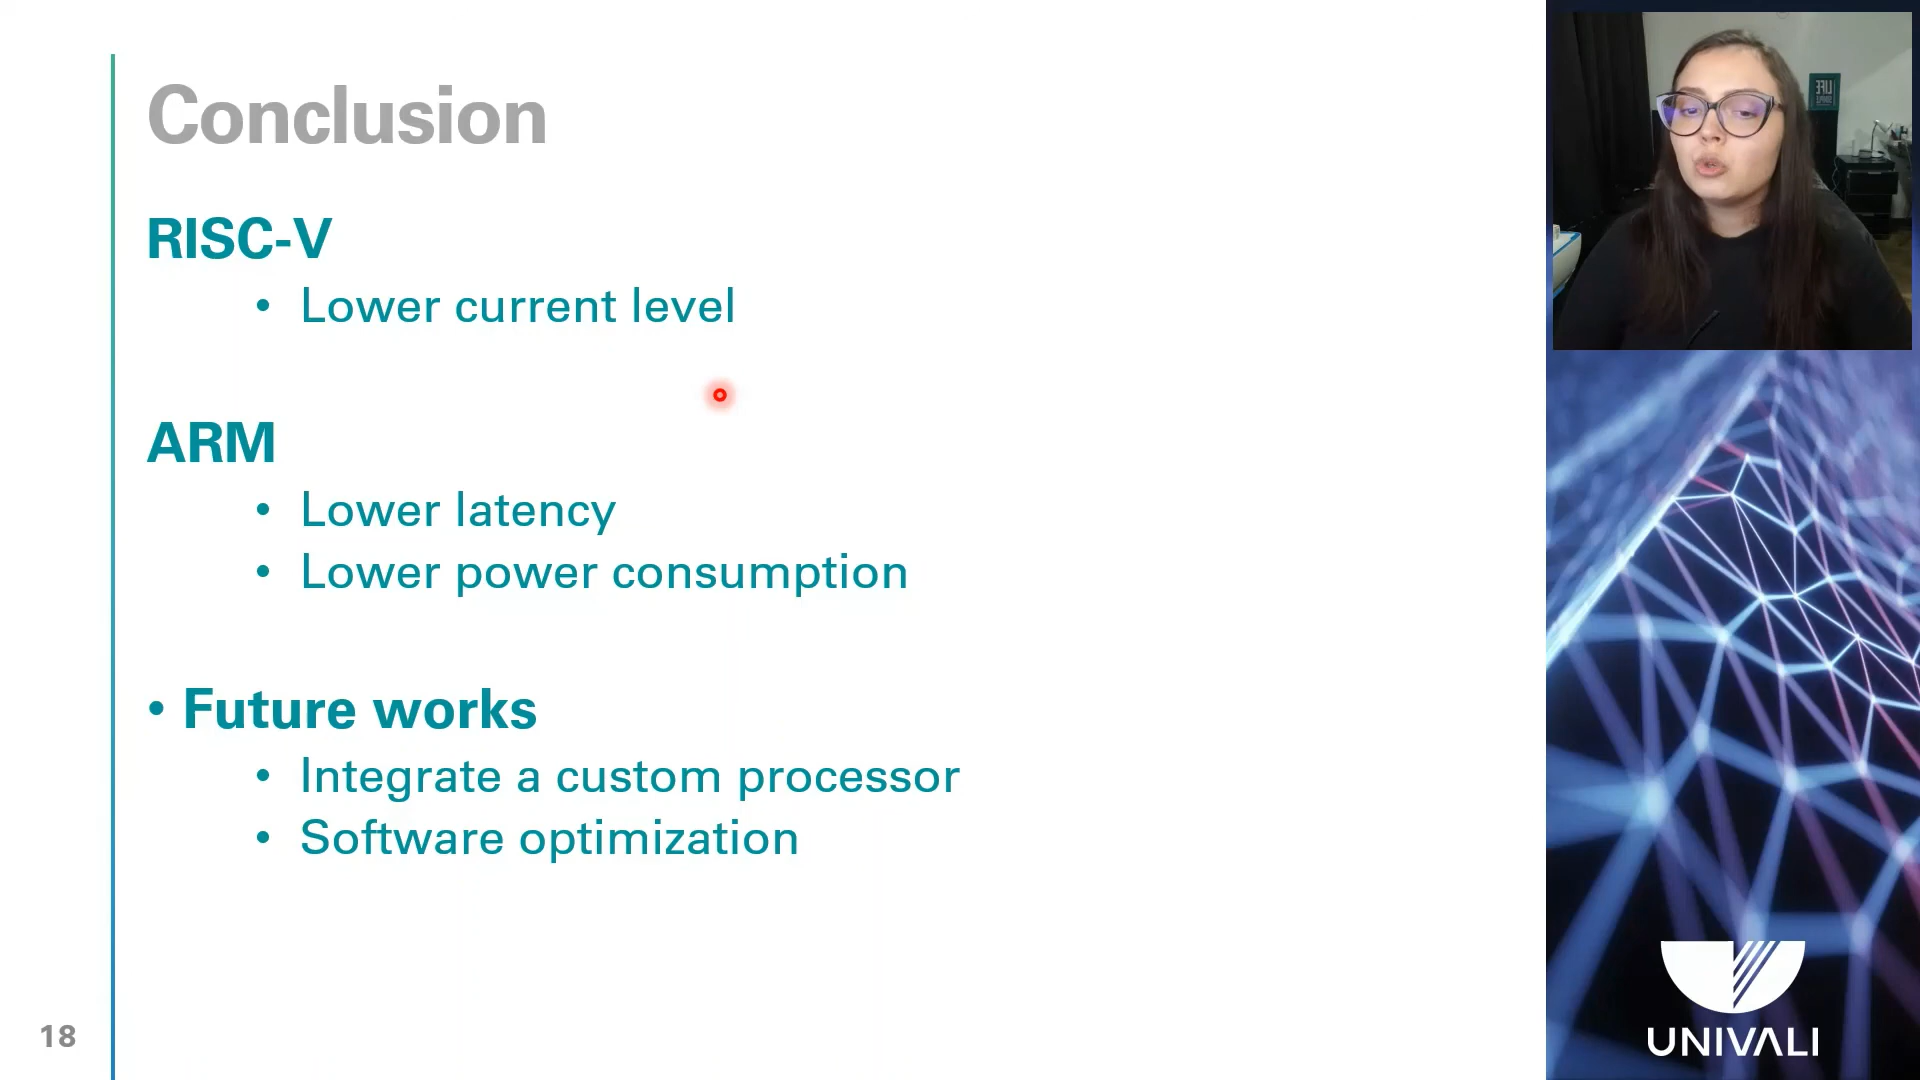 Conclusion
RISC-V
• Lower current level
ARM
• Lower latency
• Lower power consumption
• Future works
• Integrate a custom processor
• Software optimization
18
LIFE
UNIVALI